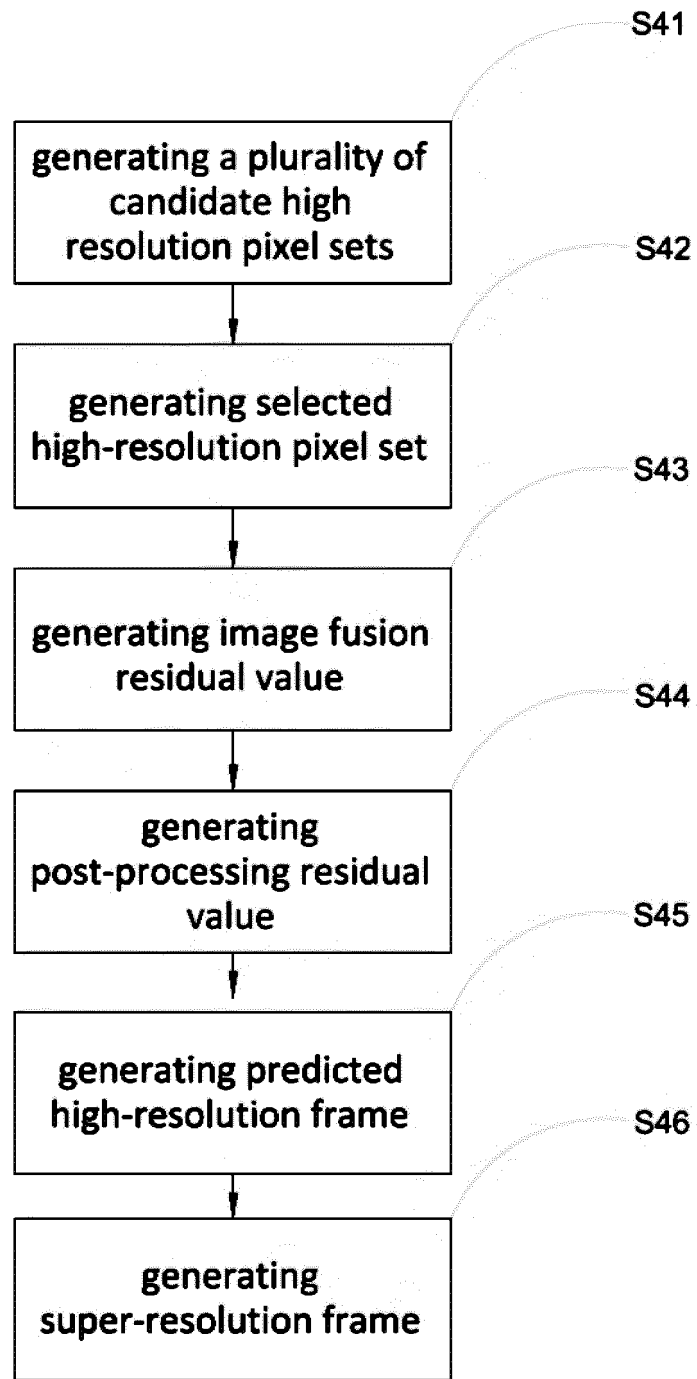 S41
generating a plurality of
candidate high
resolution pixel sets
S42
generating selected
high-resolution pixel set
S43
generating image fusion
residual value
S44
generating
post-processing residual
value
S45
generating predicted
high-resolution frame
S46
generating
super-resolution frame